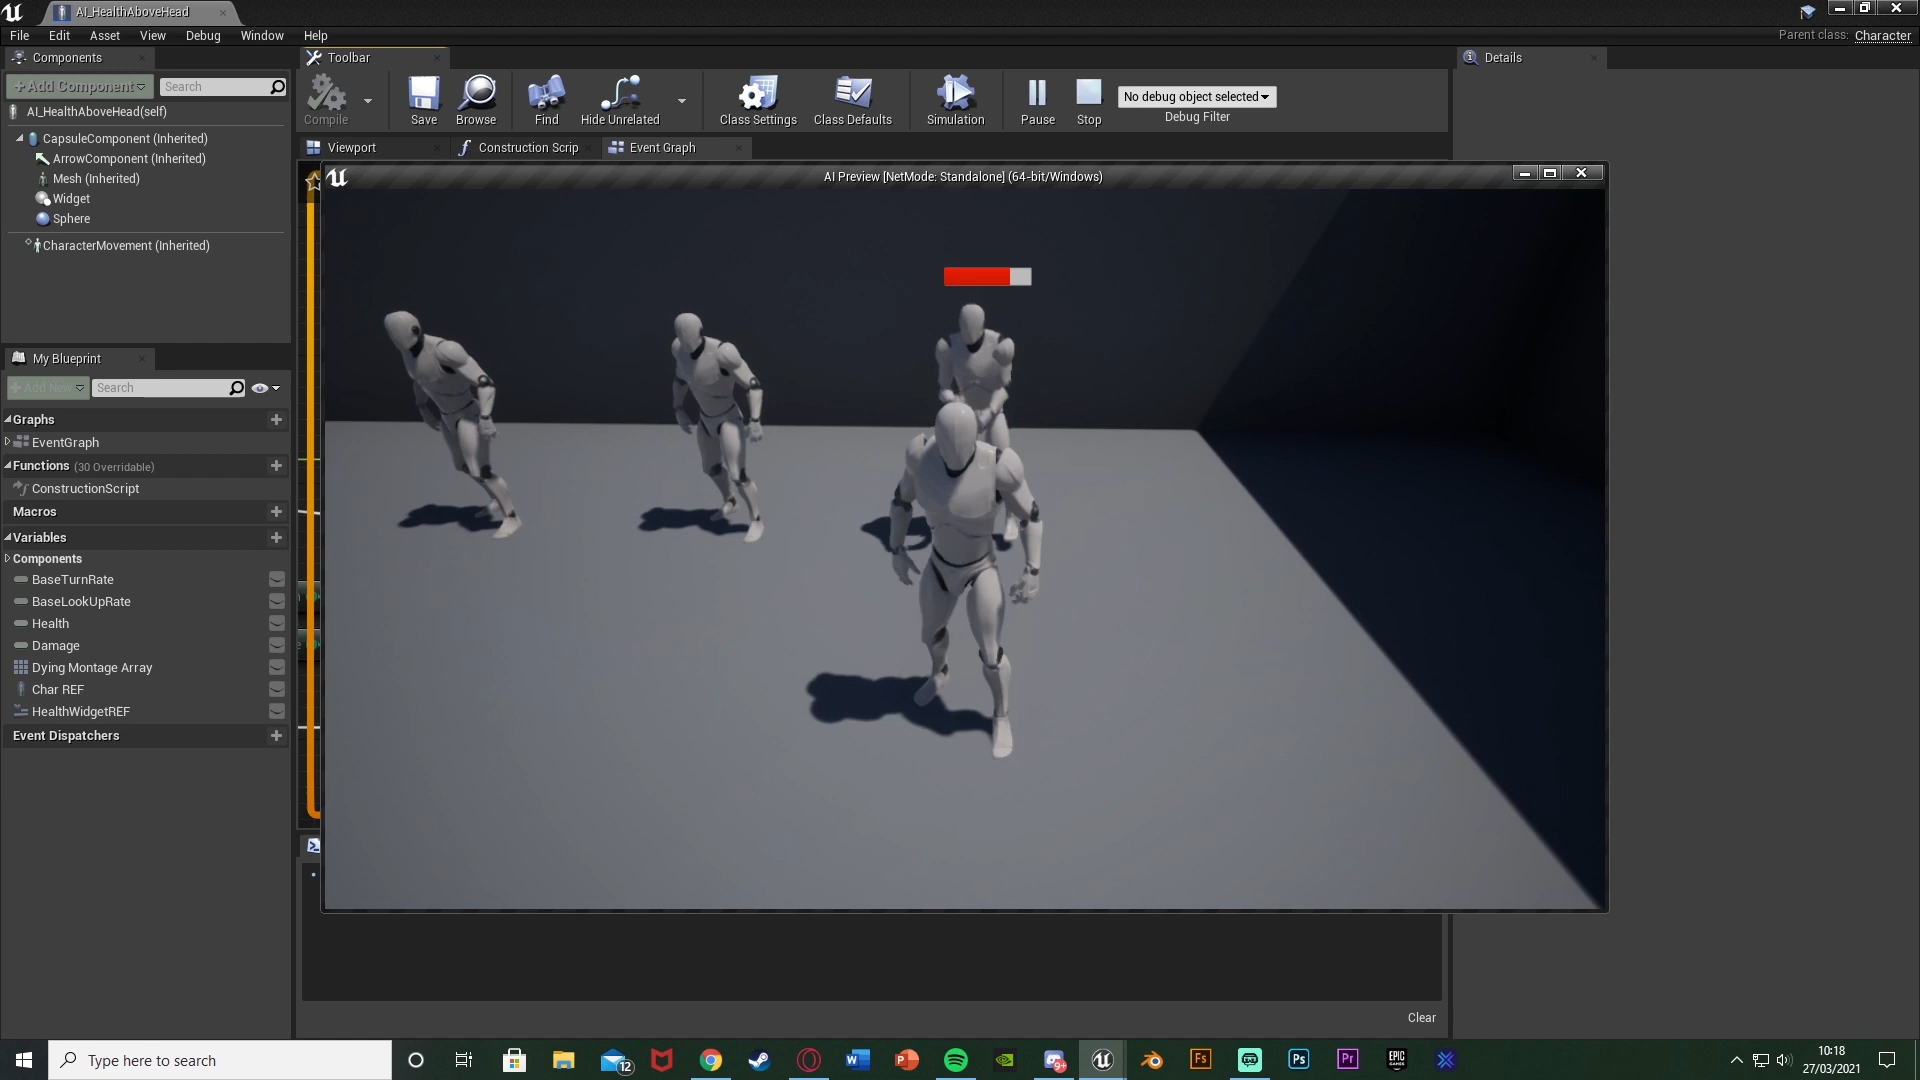 AI_HealthAboveHead
File Edit Asset View Debug Window Help
Parent class: Character
Components
+Add Component
Search
AI_HealthAboveHead(self)
CapsuleComponent (Inherited)
ArrowComponent (Inherited)
Mesh (Inherited)
Widget
Sphere
CharacterMovement (Inherited)
My Blueprint
+Add New
Search
Graphs
EventGraph
Functions (30 Overridable)
ConstructionScript
Macros
Variables
Components
BaseTurnRate
BaseLookUpRate
Health
Damage
Dying Montage Array
Char REF
HealthWidgetREF
Event Dispatchers
Toolbar
Compile
Save
Browse
Find
Hide Unrelated
Class Settings
Class Defaults
Simulation
Pause
Stop
No debug object selected
Debug Filter
Viewport
Construction Scrip
Event Graph
AI Preview [NetMode: Standalone] (64-bit/Windows)
Details
Clear
Type here to search
12
W
P
9+
Fs
Ps
Pr
EPIC
GAMES
10:18
27/03/2021